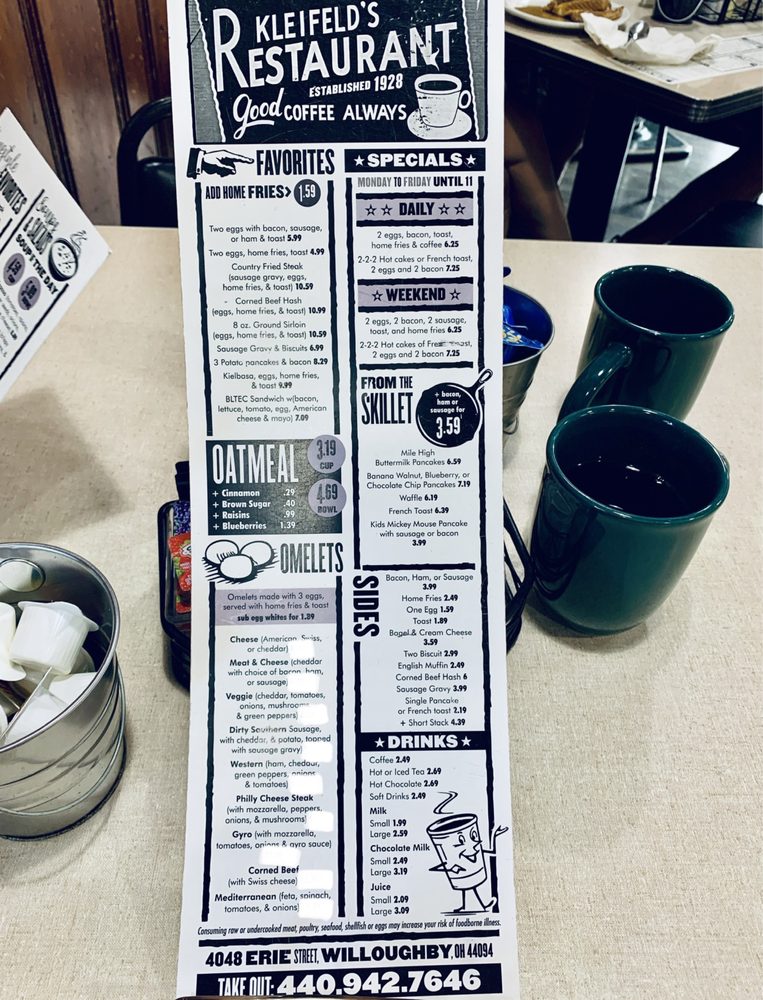 KLEIFELD'S
RESTAURANT
ESTABLISHED 1928
Good COFFEE ALWAYS
FAVORITES
ADD HOME FRIES> 1.59
Two eggs with bacon, sausage,
or ham & toast 5.99
Two eggs, home fries, toast 4.99
Country Fried Steak
(sausage gravy, eggs,
home fries, & toast) 10.59
- Corned Beef Hash
(eggs, home fries, & toast) 10.99
8 oz. Ground Sirloin
(eggs, home fries, & toast) 10.59
Sausage Gravy & Biscuits 6.99
3 Potato pancakes & bacon 8.29
Kielbasa, eggs, home fries,
& toast 9.99
BLTEC Sandwich w(bacon,
lettuce, tomato, egg, American
cheese & mayo) 7.09
OATMEAL
3.19
CUP
4.69
BOWL
+ Cinnamon .29
+ Brown Sugar .40
+ Raisins .99
+ Blueberries 1.39
OMELETS
Omelets made with 3 eggs,
served with home fries & toast
sub egg whites for 1.89
Cheese (American, Swiss,
or cheddar)
Meat & Cheese (cheddar
with choice of bacon, ham,
or sausage)
Veggie (cheddar, tomatoes,
onions, mushrooms
& green peppers)
Dirty Southern Sausage,
with cheddar, & potato, topped
with sausage gravy)
Western (ham, cheddar,
green peppers, onions
& tomatoes)
Philly Cheese Steak
(with mozzarella, peppers,
onions, & mushrooms)
Gyro (with mozzarella,
tomatoes, onions & gyro sauce)
Corned Beef
(with Swiss cheese)
Mediterranean (feta, spinach,
tomatoes, & onions)
★ SPECIALS ★
MONDAY TO FRIDAY UNTIL 11
☆ ☆ DAILY ☆ ☆
2 eggs, bacon, toast,
home fries & coffee 6.25
2-2-2 Hot cakes or French toast,
2 eggs and 2 bacon 7.25
☆ WEEKEND ☆
2 eggs, 2 bacon, 2 sausage,
toast, and home fries 6.25
2-2-2 Hot cakes of French toast,
2 eggs and 2 bacon 7.25
FROM THE
SKILLET
+ bacon,
ham or
sausage for
3.59
Mile High
Buttermilk Pancakes 6.59
Banana Walnut, Blueberry, or
Chocolate Chip Pancakes 7.19
Waffle 6.19
French Toast 6.39
Kids Mickey Mouse Pancake
with sausage or bacon
3.99
SIDES
Bacon, Ham, or Sausage
3.99
Home Fries 2.49
One Egg 1.59
Toast 1.89
Bagel & Cream Cheese
3.59
Two Biscuit 2.99
English Muffin 2.49
Corned Beef Hash 6
Sausage Gravy 3.99
Single Pancake
or French toast 2.19
+ Short Stack 4.39
★ DRINKS ★
Coffee 2.49
Hot or Iced Tea 2.69
Hot Chocolate 2.69
Soft Drinks 2.49
Milk
Small 1.99
Large 2.59
Chocolate Milk
Small 2.49
Large 3.19
Juice
Small 2.09
Large 3.09
Consuming raw or undercooked meat, poultry, seafood, shellfish or eggs may increase your risk of foodborne illness.
4048 ERIE STREET, WILLOUGHBY, OH 44094
TAKE OUT: 440.942.7646
SOUP THE DAY